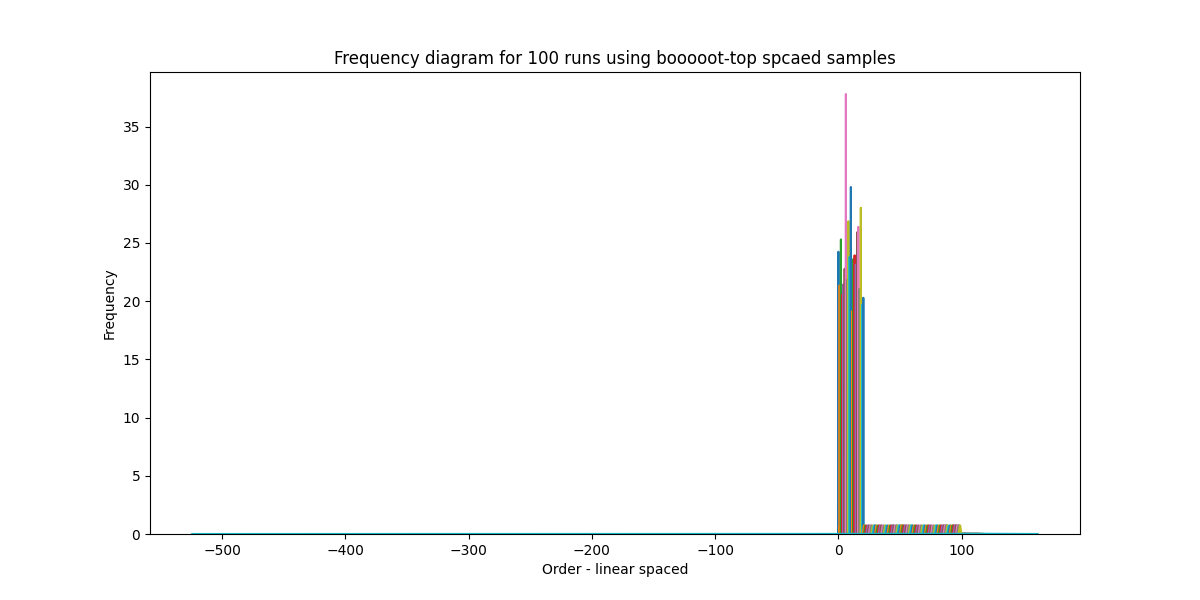 Frequency diagram for 100 runs using booooot-top spcaed samples
35
30
25
20
15
10
5
0
Frequency
−500 −400 −300 −200 −100 0 100
Order - linear spaced